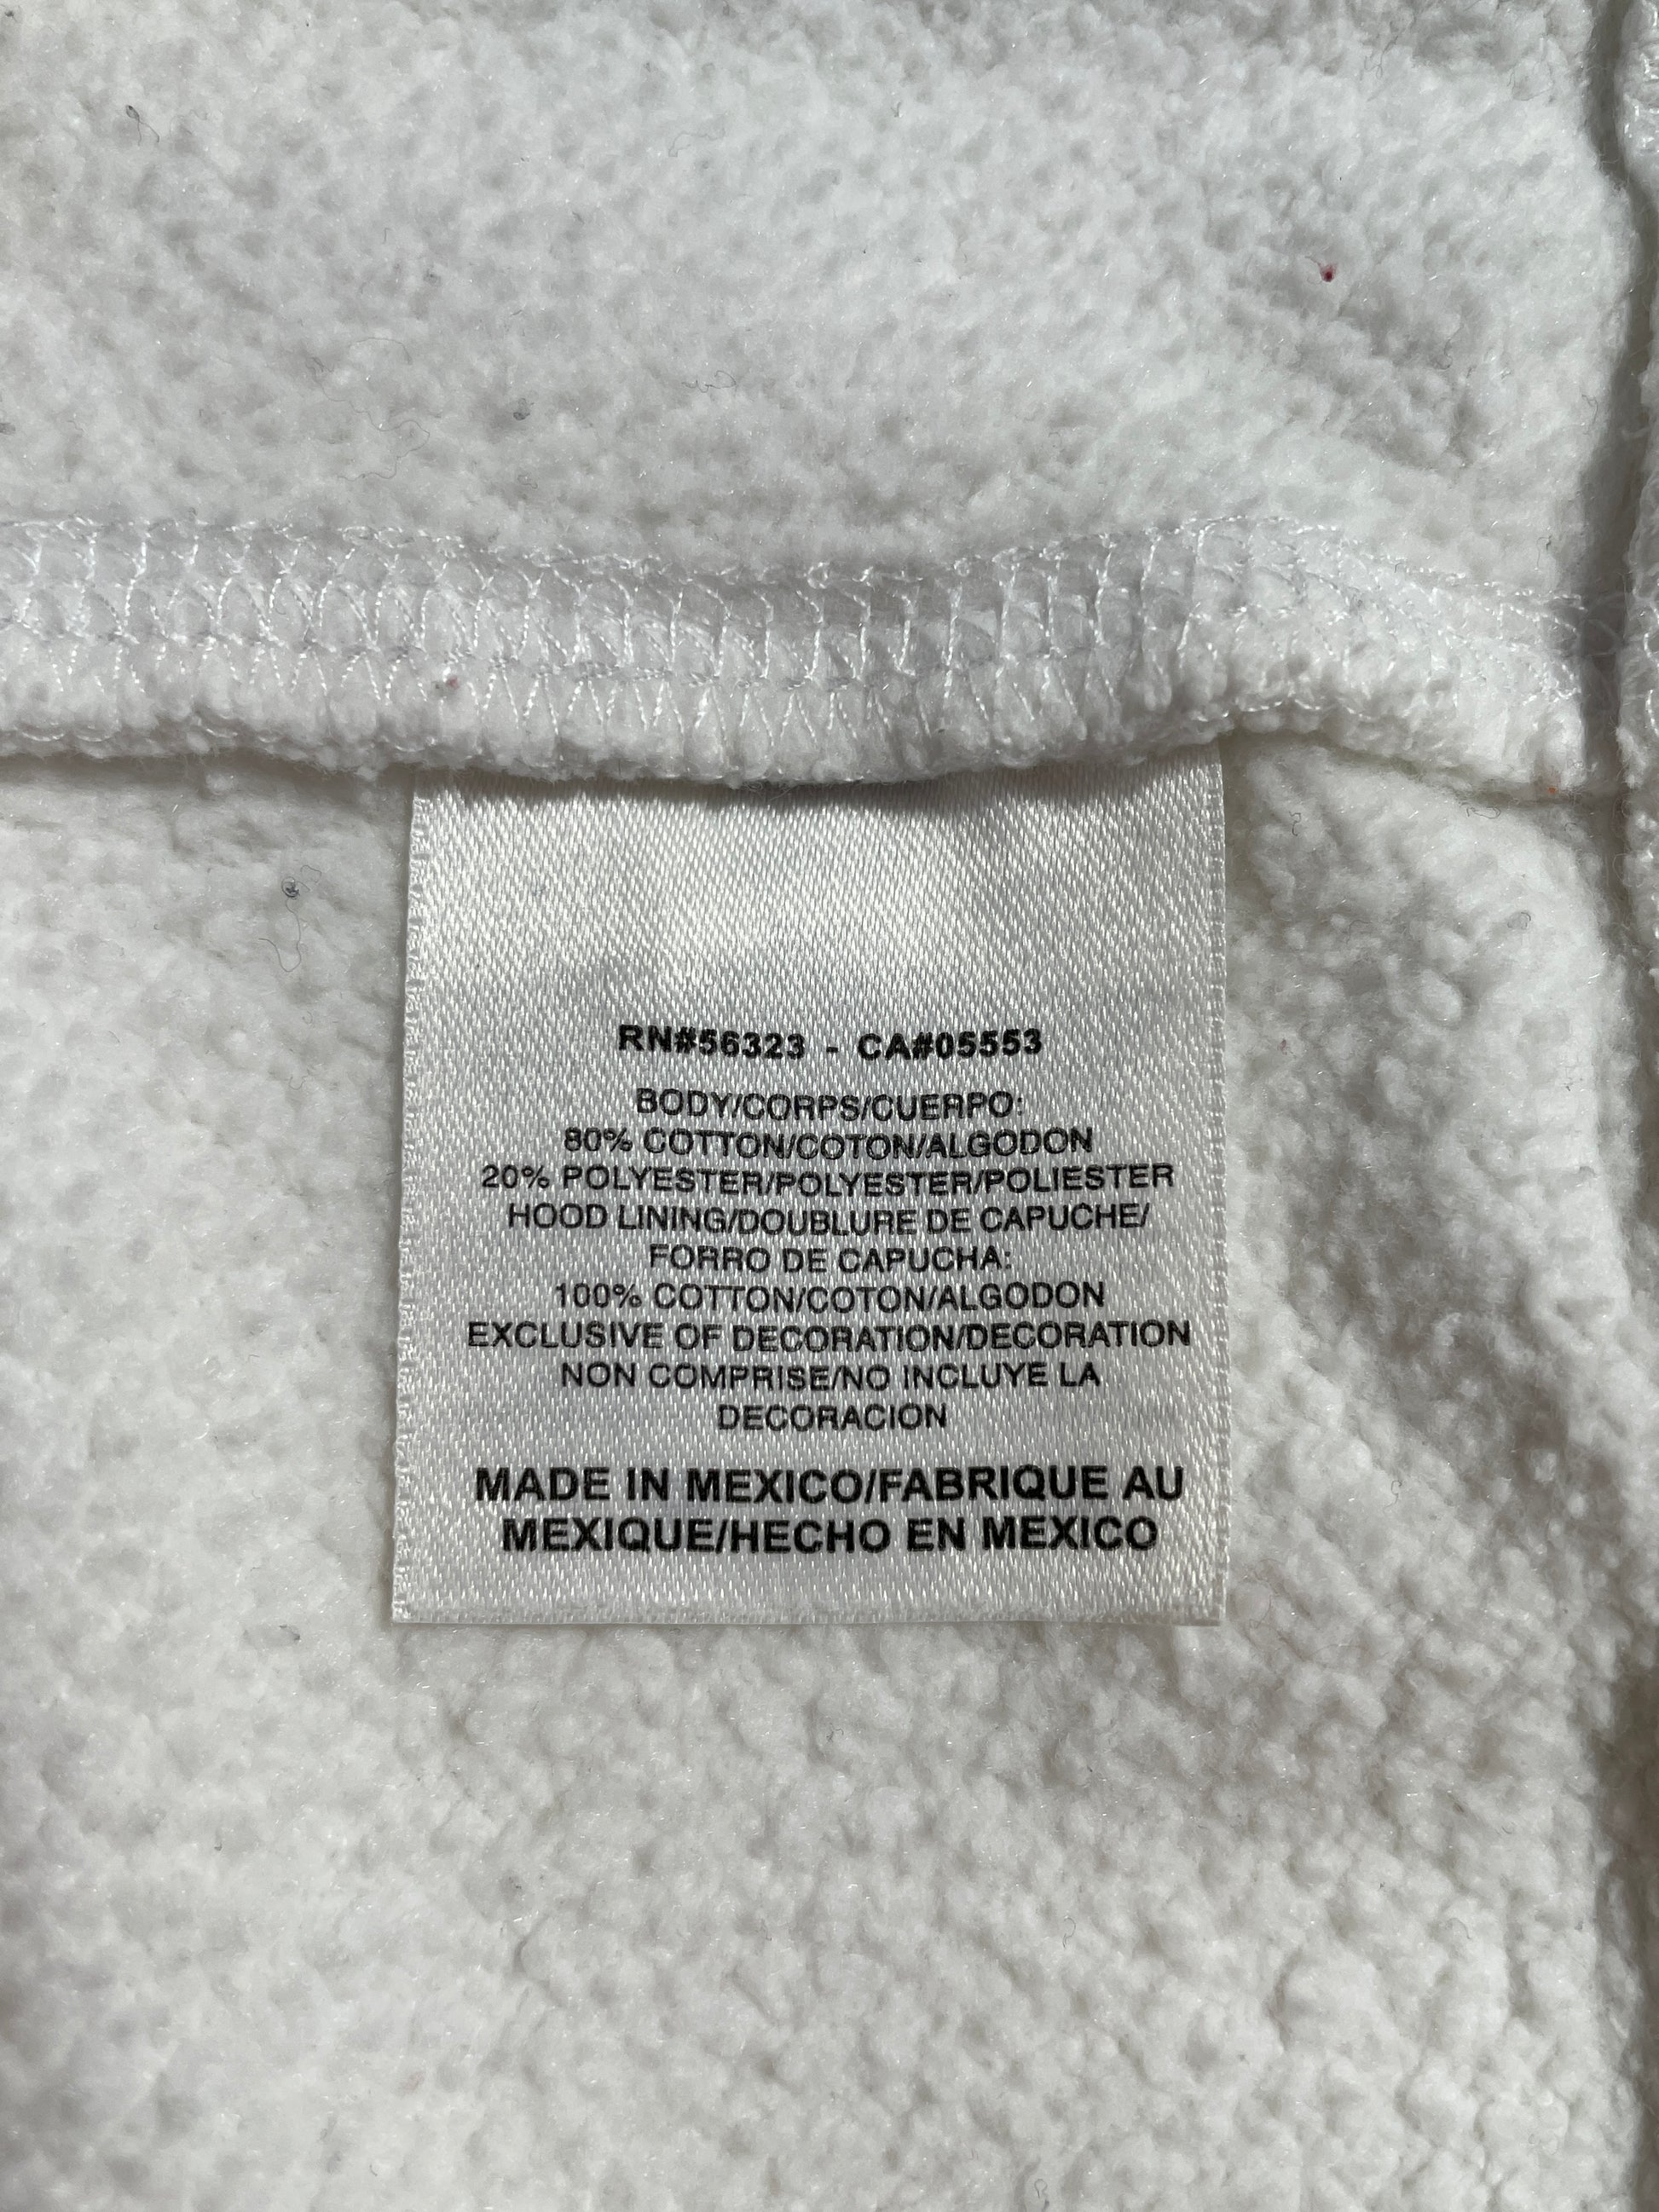 RN#56323 - CA#05553
BODY/CORPS/CUERPO:
80% COTTON/COTON/ALGODON
20% POLYESTER/POLYESTER/POLIESTER
HOOD LINING/DOUBLURE DE CAPUCHE/
FORRO DE CAPUCHA:
100% COTTON/COTON/ALGODON
EXCLUSIVE OF DECORATION/DECORATION
NON COMPRISE/NO INCLUYE LA
DECORACION
MADE IN MEXICO/FABRIQUE AU
MEXIQUE/HECHO EN MEXICO